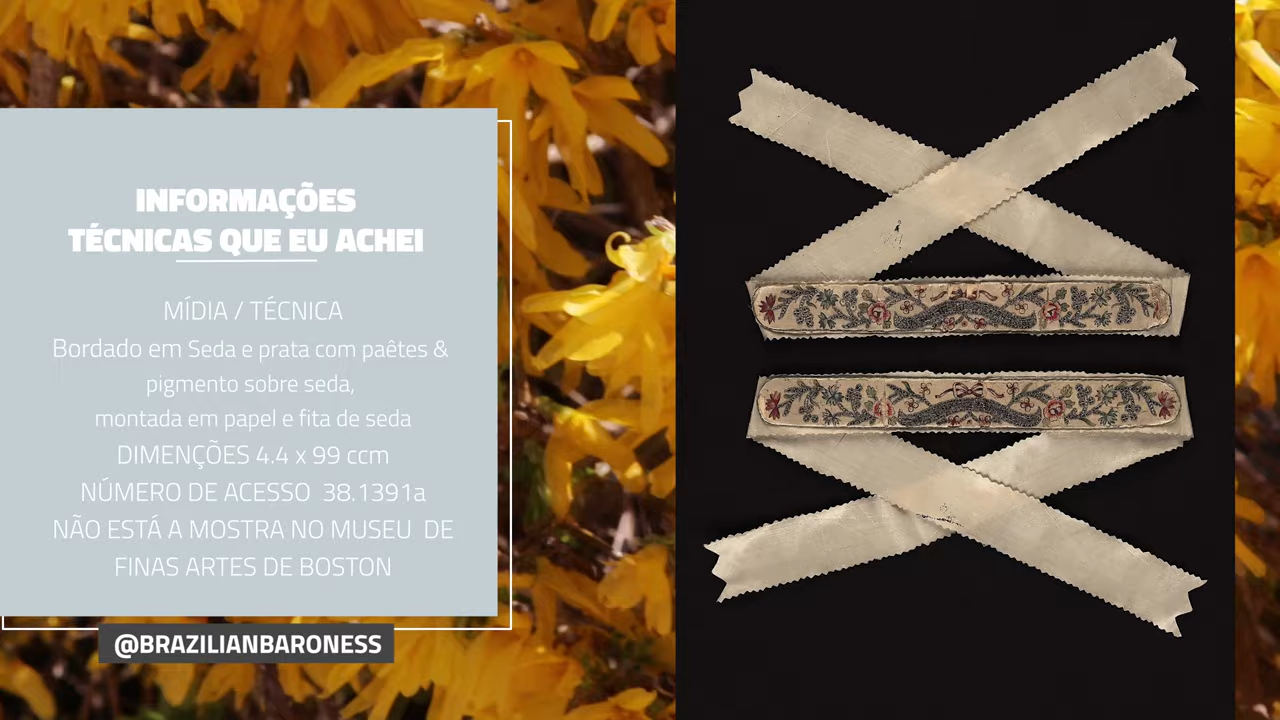 INFORMAÇÕES
TÉCNICAS QUE EU ACHEI
MÍDIA / TÉCNICA
Bordado em Seda e prata com paêtes &
pigmento sobre seda,
montada em papel e fita de seda
DIMENÇÕES 4.4 x 99 ccm
NÚMERO DE ACESSO 38.1391a
NÃO ESTÁ A MOSTRA NO MUSEU DE
FINAS ARTES DE BOSTON
@BRAZILIANBARONESS